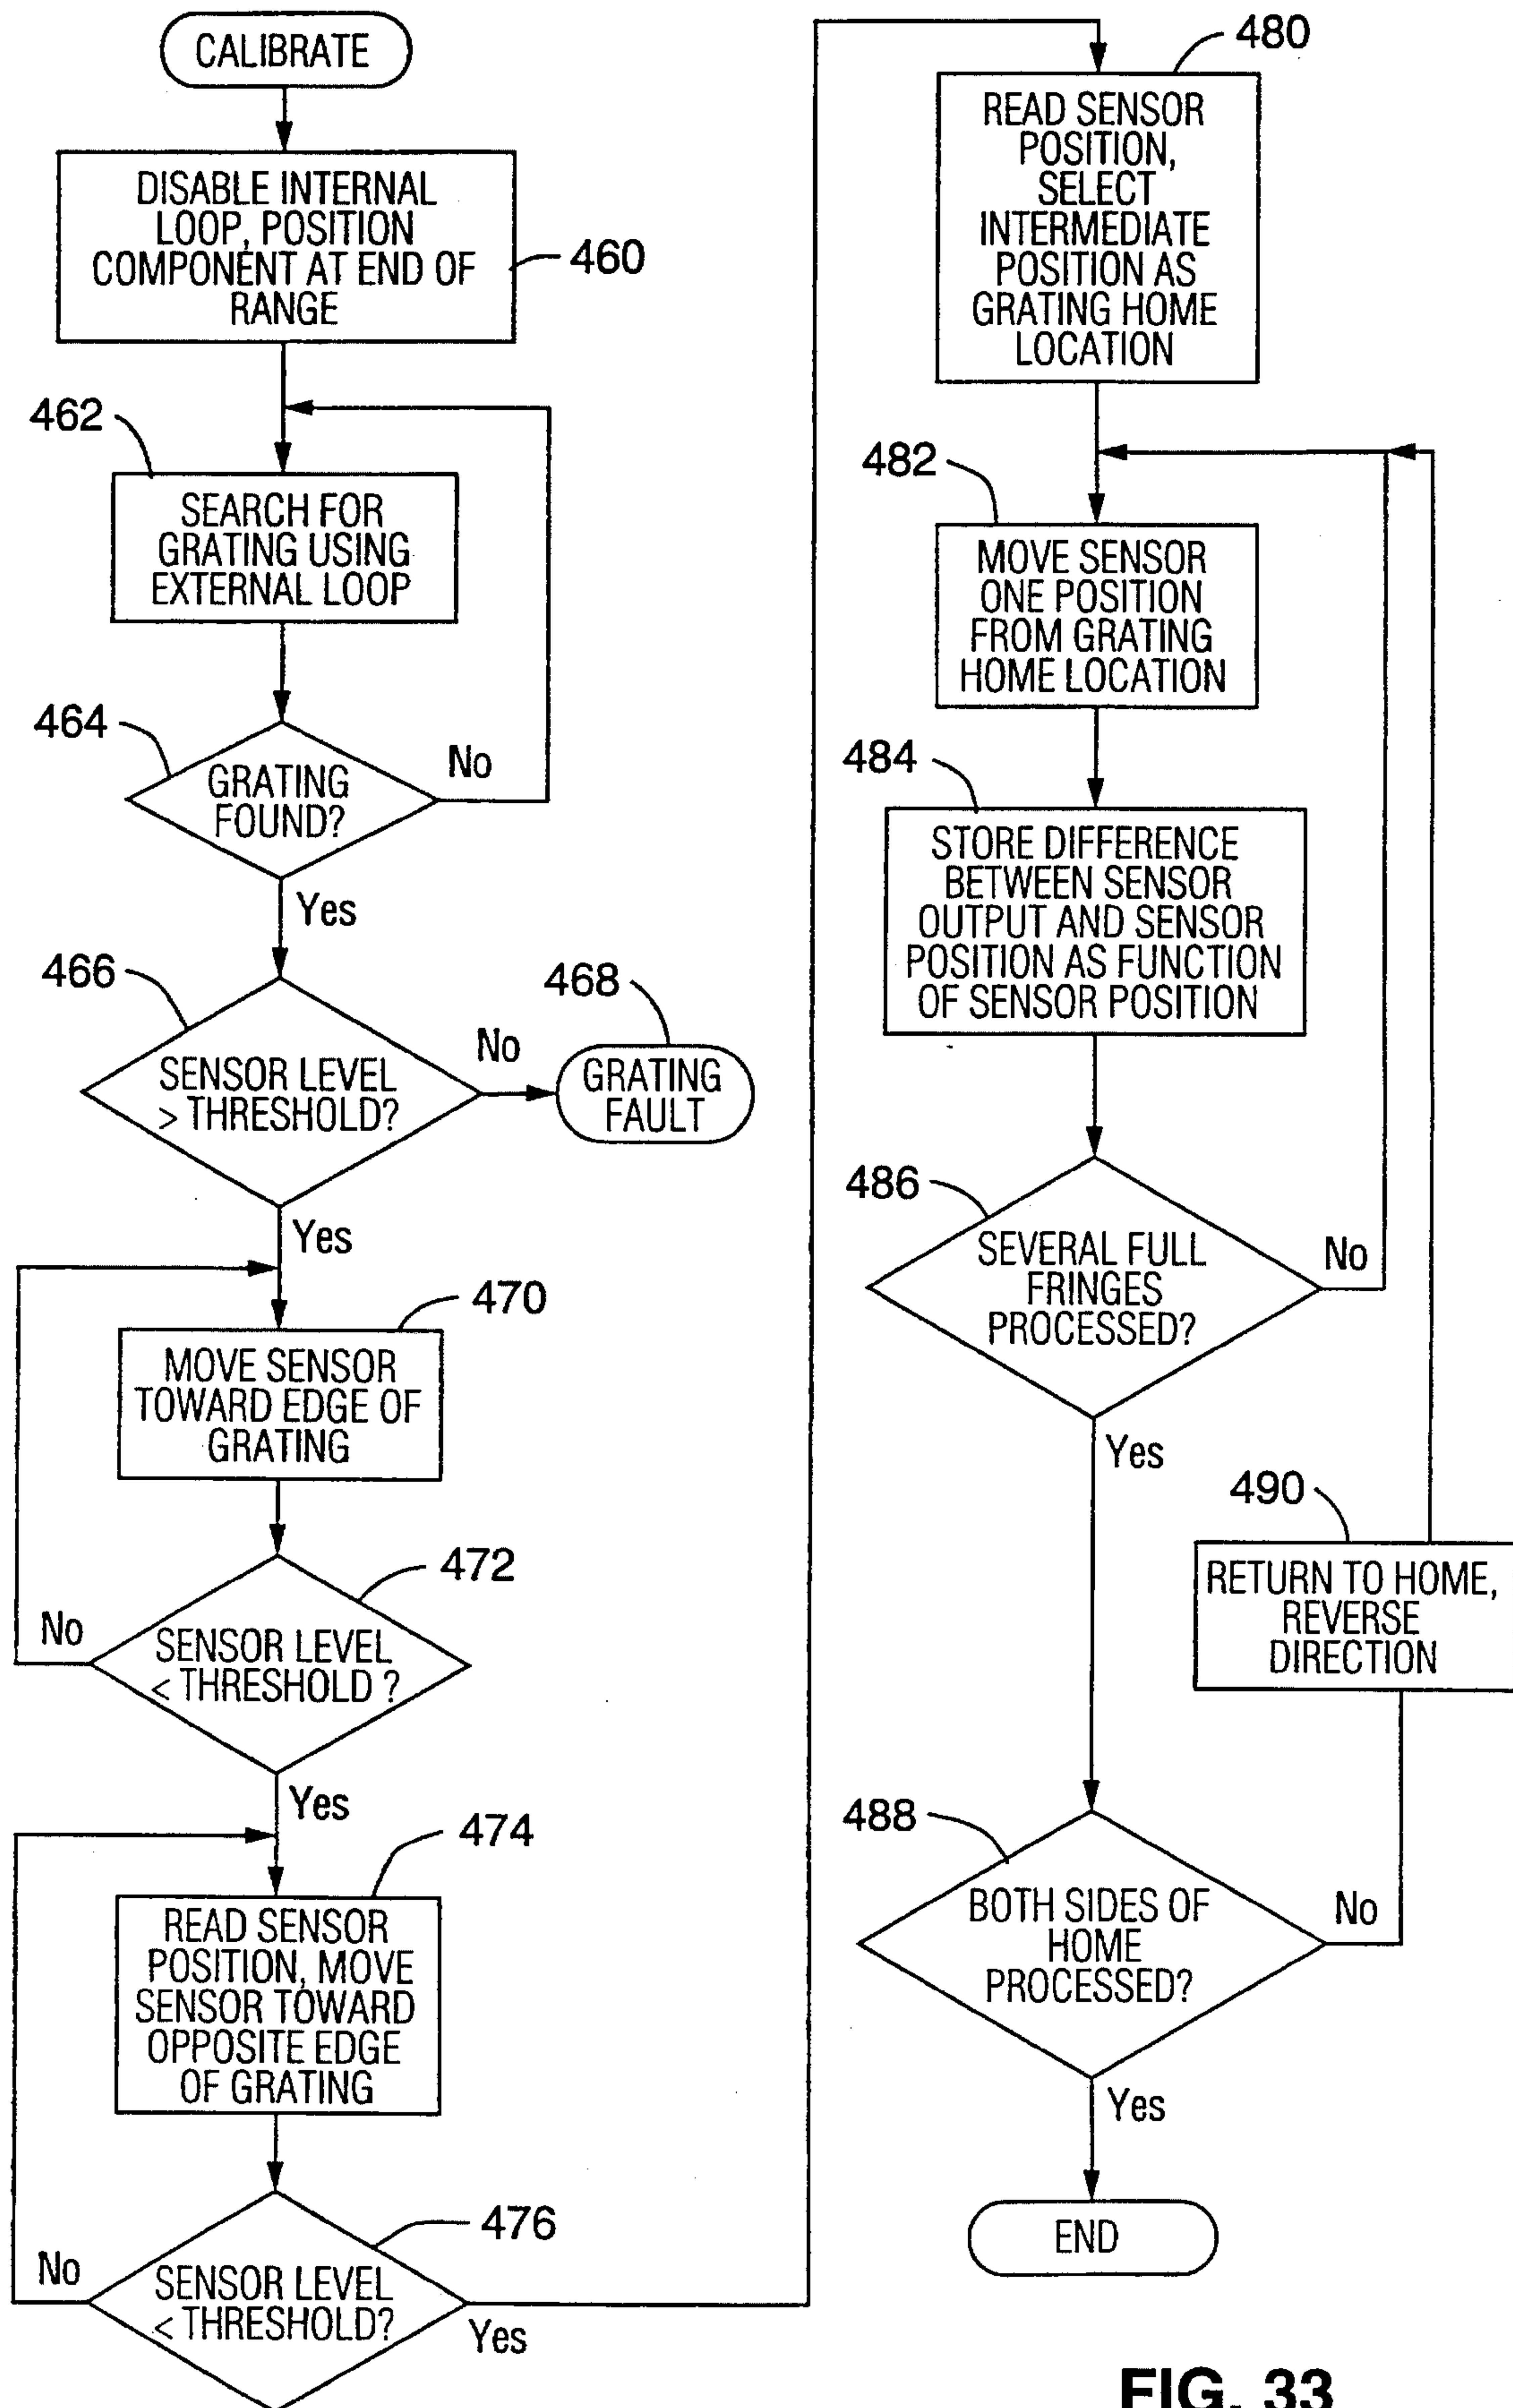 CALIBRATE
DISABLE INTERNAL
LOOP, POSITION
COMPONENT AT END OF
RANGE
460
462
SEARCH FOR
GRATING USING
EXTERNAL LOOP
464
GRATING
FOUND?
No
Yes
466
SENSOR LEVEL
> THRESHOLD?
No
468
GRATING
FAULT
Yes
470
MOVE SENSOR
TOWARD EDGE OF
GRATING
472
SENSOR LEVEL
< THRESHOLD ?
No
Yes
474
READ SENSOR
POSITION, MOVE
SENSOR TOWARD
OPPOSITE EDGE
OF GRATING
476
SENSOR LEVEL
< THRESHOLD?
No
Yes
480
READ SENSOR
POSITION,
SELECT
INTERMEDIATE
POSITION AS
GRATING HOME
LOCATION
482
MOVE SENSOR
ONE POSITION
FROM GRATING
HOME LOCATION
484
STORE DIFFERENCE
BETWEEN SENSOR
OUTPUT AND SENSOR
POSITION AS FUNCTION
OF SENSOR POSITION
486
SEVERAL FULL
FRINGES
PROCESSED?
No
Yes
490
RETURN TO HOME,
REVERSE
DIRECTION
488
BOTH SIDES OF
HOME
PROCESSED?
No
Yes
END
FIG. 33